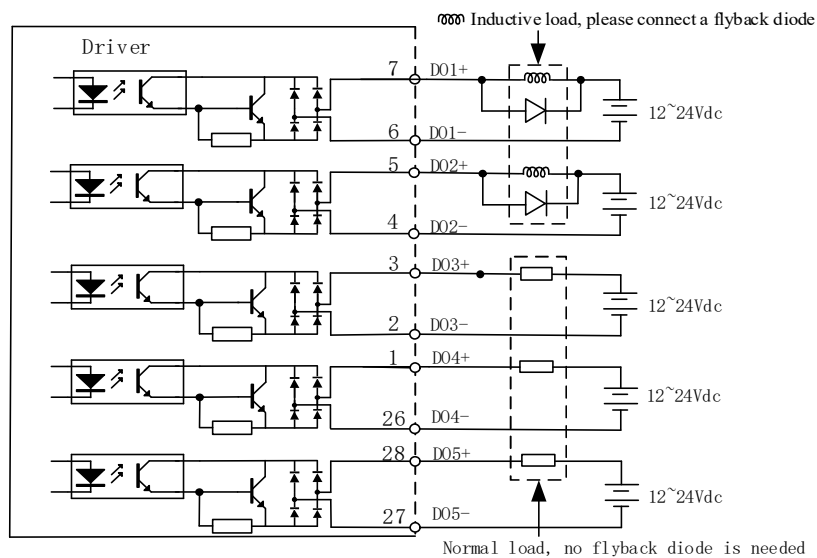 Inductive load, please connect a flyback diode
Driver
7 DO1+
12~24Vdc
6 DO1-
5 DO2+
12~24Vdc
4 DO2-
3 DO3+
12~24Vdc
2 DO3-
1 DO4+
12~24Vdc
26 DO4-
28 DO5+
12~24Vdc
27 DO5-
Normal load, no flyback diode is needed